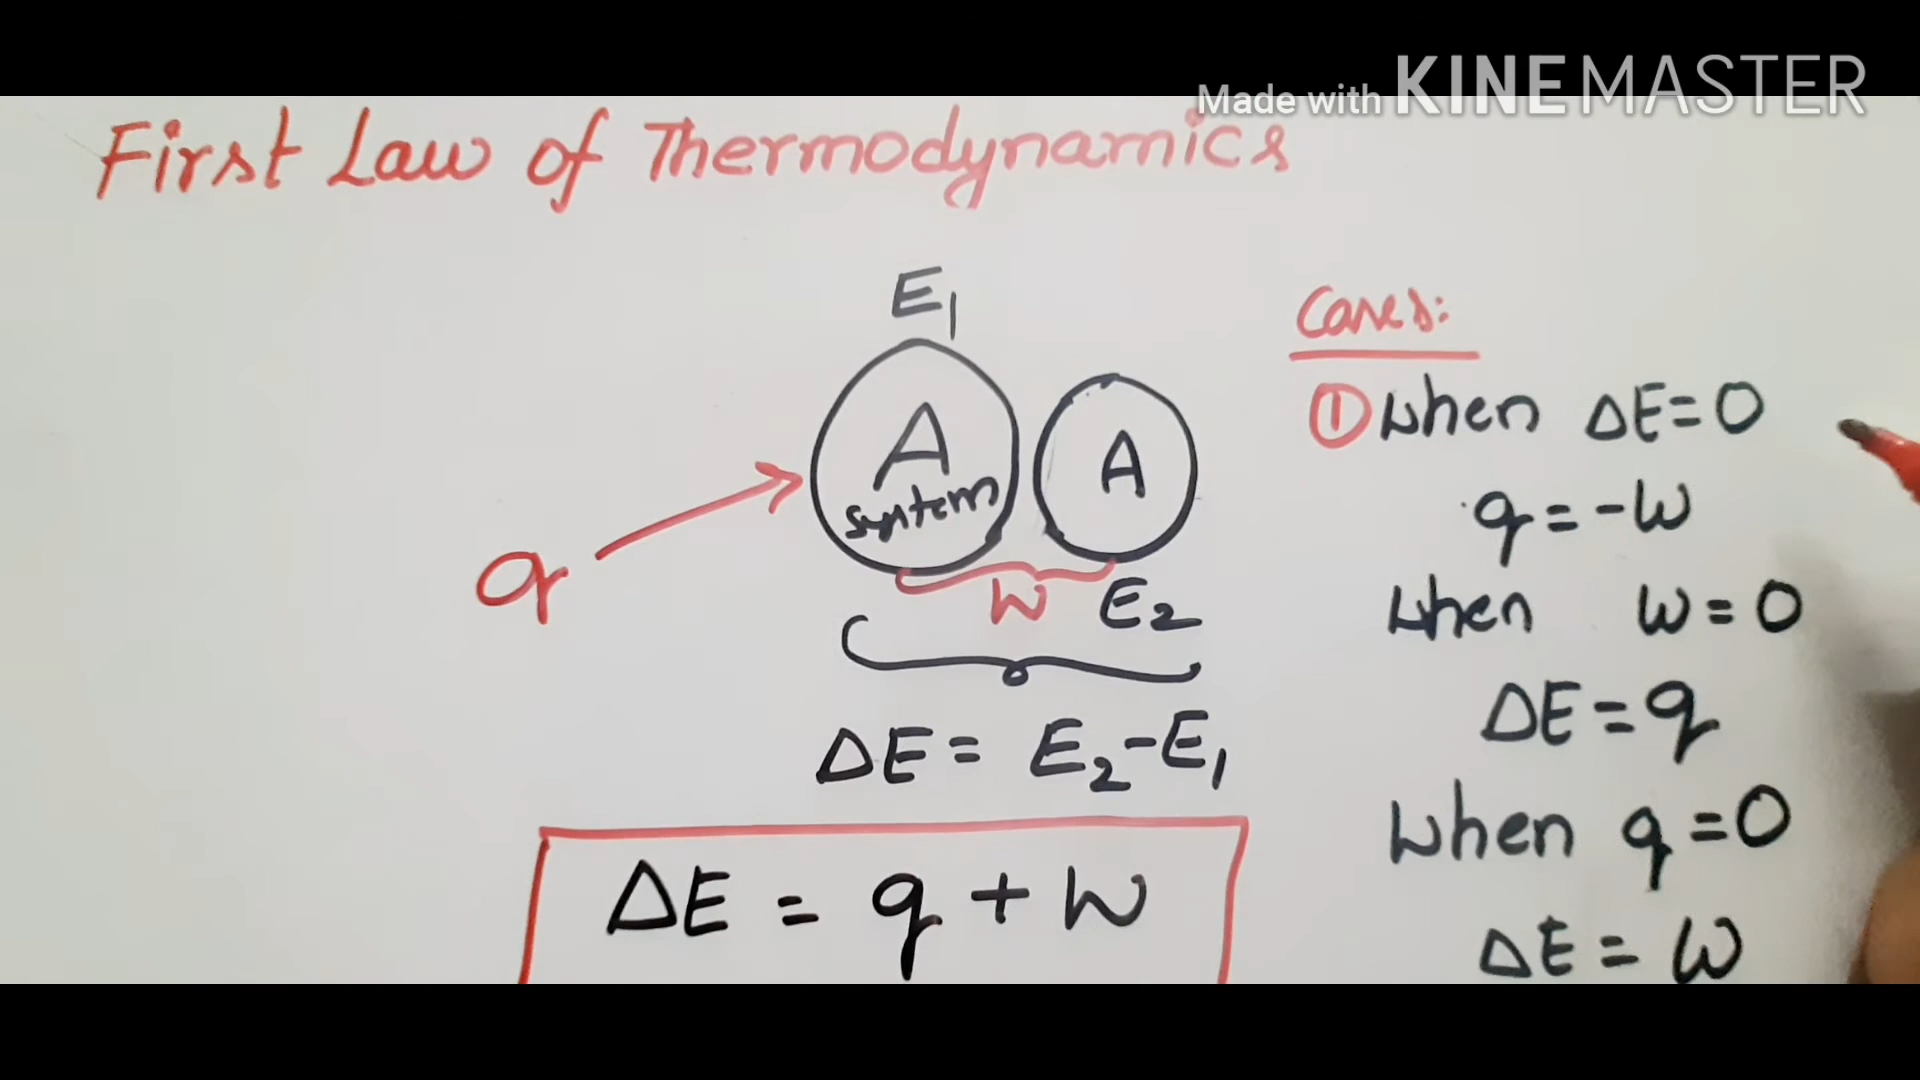 Made with KINEMASTER
First Law of Thermodynamics
E₁
A
system
A
q
W
E₂
ΔE = E₂-E₁
ΔE = q + W
Cases:
① When ΔE=0
q = -W
When W = 0
ΔE = q
When q = 0
ΔE = W